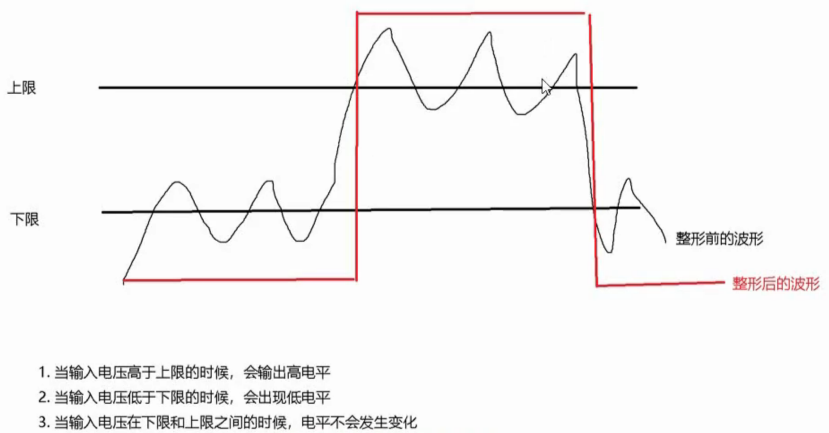 上限
下限
整形前的波形
整形后的波形
1. 当输入电压高于上限的时候，会输出高电平
2. 当输入电压低于下限的时候，会出现低电平
3. 当输入电压在下限和上限之间的时候，电平不会发生变化